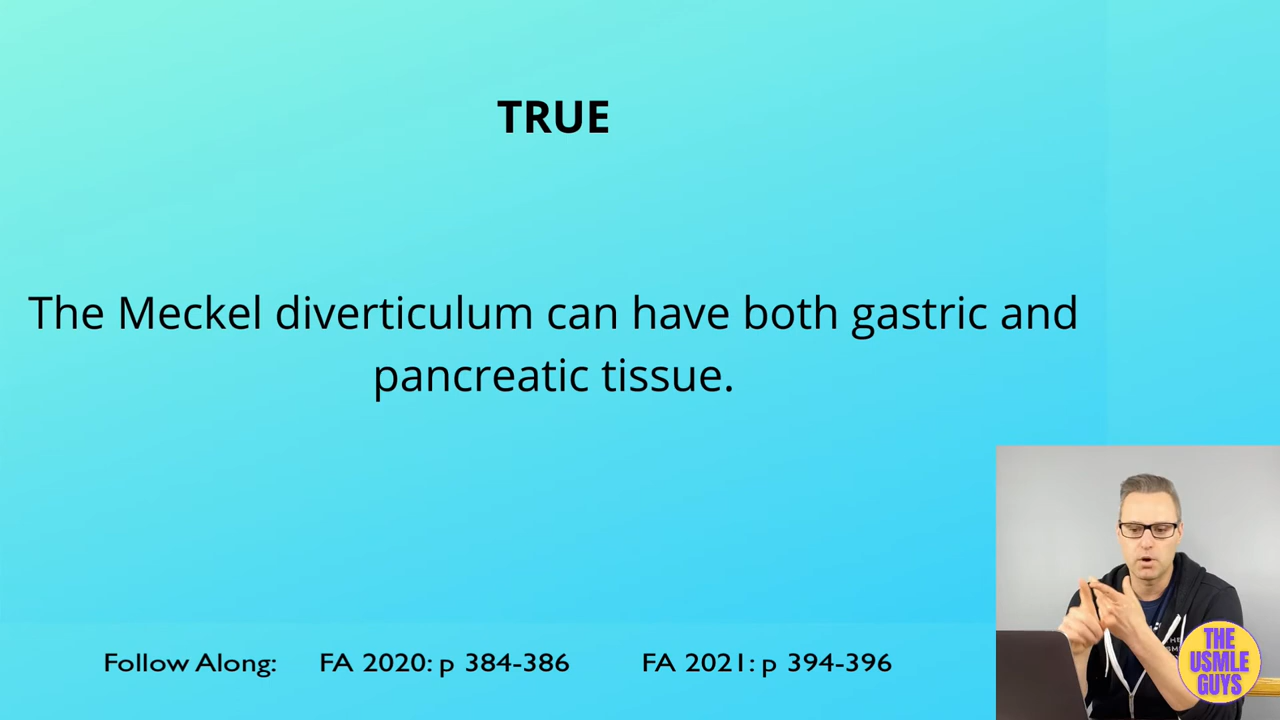 TRUE
The Meckel diverticulum can have both gastric and
pancreatic tissue.
Follow Along: FA 2020: p 384-386 FA 2021: p 394-396
THE
USMLE
GUYS